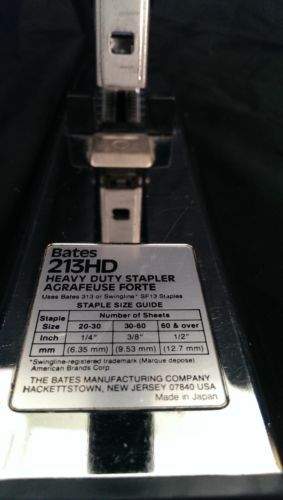 Bates
213HD
HEAVY DUTY STAPLER
AGRAFEUSE FORTE
Uses Bates 313 or Swingline* SF13 Staples
STAPLE SIZE GUIDE
Staple Size Number of Sheets
20-30 30-60 60 & over
Inch 1/4" 3/8" 1/2"
mm (6.35 mm) (9.53 mm) (12.7 mm)
*Swingline-registered trademark (Marque depose)
American Brands Corp.
THE BATES MANUFACTURING COMPANY
HACKETTSTOWN, NEW JERSEY 07840 USA
Made in Japan